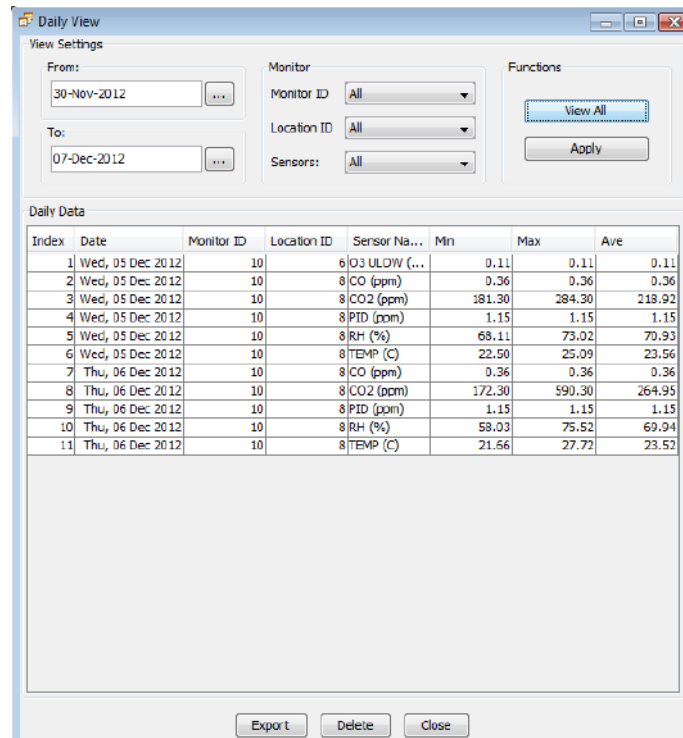 Daily View
View Settings
From:
30-Nov-2012 ...
To:
07-Dec-2012 ...
Monitor
Monitor ID All
Location ID All
Sensors: All
Functions
View All
Apply
Daily Data
Index Date Monitor ID Location ID Sensor Na... Min Max Ave
1 Wed, 05 Dec 2012 10 6 O3 ULOW (... 0.11 0.11 0.11
2 Wed, 05 Dec 2012 10 8 CO (ppm) 0.36 0.36 0.36
3 Wed, 05 Dec 2012 10 8 CO2 (ppm) 181.30 284.30 218.92
4 Wed, 05 Dec 2012 10 8 PID (ppm) 1.15 1.15 1.15
5 Wed, 05 Dec 2012 10 8 RH (%) 68.11 73.02 70.93
6 Wed, 05 Dec 2012 10 8 TEMP (C) 22.50 25.09 23.56
7 Thu, 06 Dec 2012 10 8 CO (ppm) 0.36 0.36 0.36
8 Thu, 06 Dec 2012 10 8 CO2 (ppm) 172.30 590.30 264.95
9 Thu, 06 Dec 2012 10 8 PID (ppm) 1.15 1.15 1.15
10 Thu, 06 Dec 2012 10 8 RH (%) 58.03 75.52 69.94
11 Thu, 06 Dec 2012 10 8 TEMP (C) 21.66 27.72 23.52
Export Delete Close